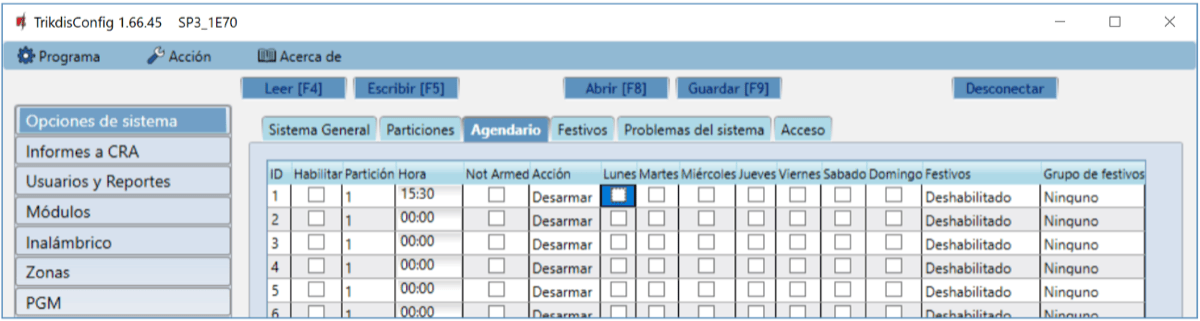 TrikdisConfig 1.66.45 SP3_1E70
Programa Acción Acerca de
Leer [F4] Escribir [F5] Abrir [F8] Guardar [F9] Desconectar
Opciones de sistema
Informes a CRA
Usuarios y Reportes
Módulos
Inalámbrico
Zonas
PGM
Sistema General Particiones Agendario Festivos Problemas del sistema Acceso
ID Habilitar Partición Hora Not Armed Acción Lunes Martes Miércoles Jueves Viernes Sabado Domingo Festivos Grupo de festivos
1 1 15:30 Desarmar Deshabilitado Ninguno
2 1 00:00 Desarmar Deshabilitado Ninguno
3 1 00:00 Desarmar Deshabilitado Ninguno
4 1 00:00 Desarmar Deshabilitado Ninguno
5 1 00:00 Desarmar Deshabilitado Ninguno
6 1 00:00 Desarmar Deshabilitado Ninguno